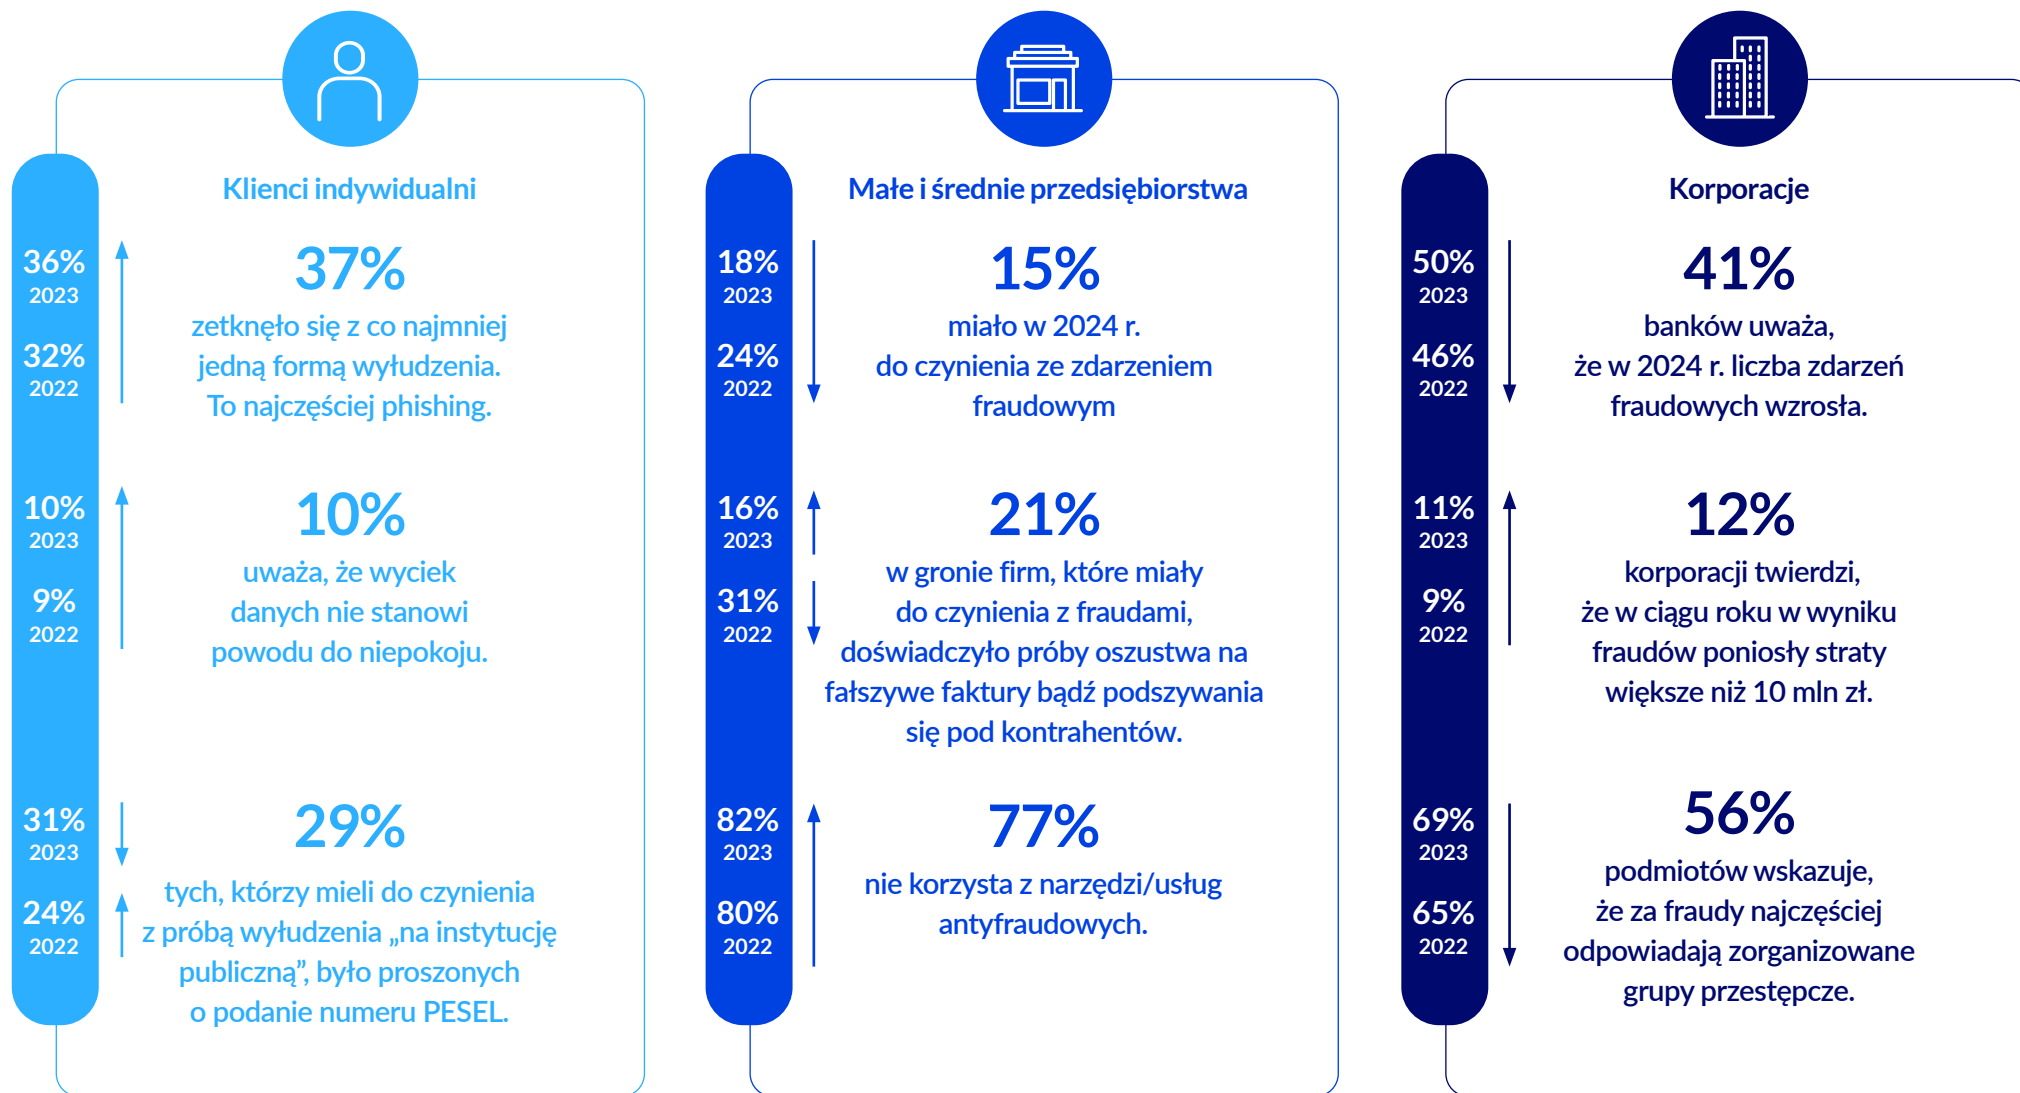 Klienci indywidualni
36%
2023
32%
2022
37%
zetknęło się z co najmniej
jedną formą wyłudzenia.
To najczęściej phishing.
10%
2023
9%
2022
10%
uważa, że wyciek
danych nie stanowi
powodu do niepokoju.
31%
2023
24%
2022
29%
tych, którzy mieli do czynienia
z próbą wyłudzenia „na instytucję
publiczną”, było proszonych
o podanie numeru PESEL.
Małe i średnie przedsiębiorstwa
18%
2023
24%
2022
15%
miało w 2024 r.
do czynienia ze zdarzeniem
fraudowym
16%
2023
31%
2022
21%
w gronie firm, które miały
do czynienia z fraudami,
doświadczyło próby oszustwa na
fałszywe faktury bądź podszywania
się pod kontrahentów.
82%
2023
80%
2022
77%
nie korzysta z narzędzi/usług
antyfraudowych.
Korporacje
50%
2023
46%
2022
41%
banków uważa,
że w 2024 r. liczba zdarzeń
fraudowych wzrosła.
11%
2023
9%
2022
12%
korporacji twierdzi,
że w ciągu roku w wyniku
fraudów poniosły straty
większe niż 10 mln zł.
69%
2023
65%
2022
56%
podmiotów wskazuje,
że za fraudy najczęściej
odpowiadają zorganizowane
grupy przestępcze.